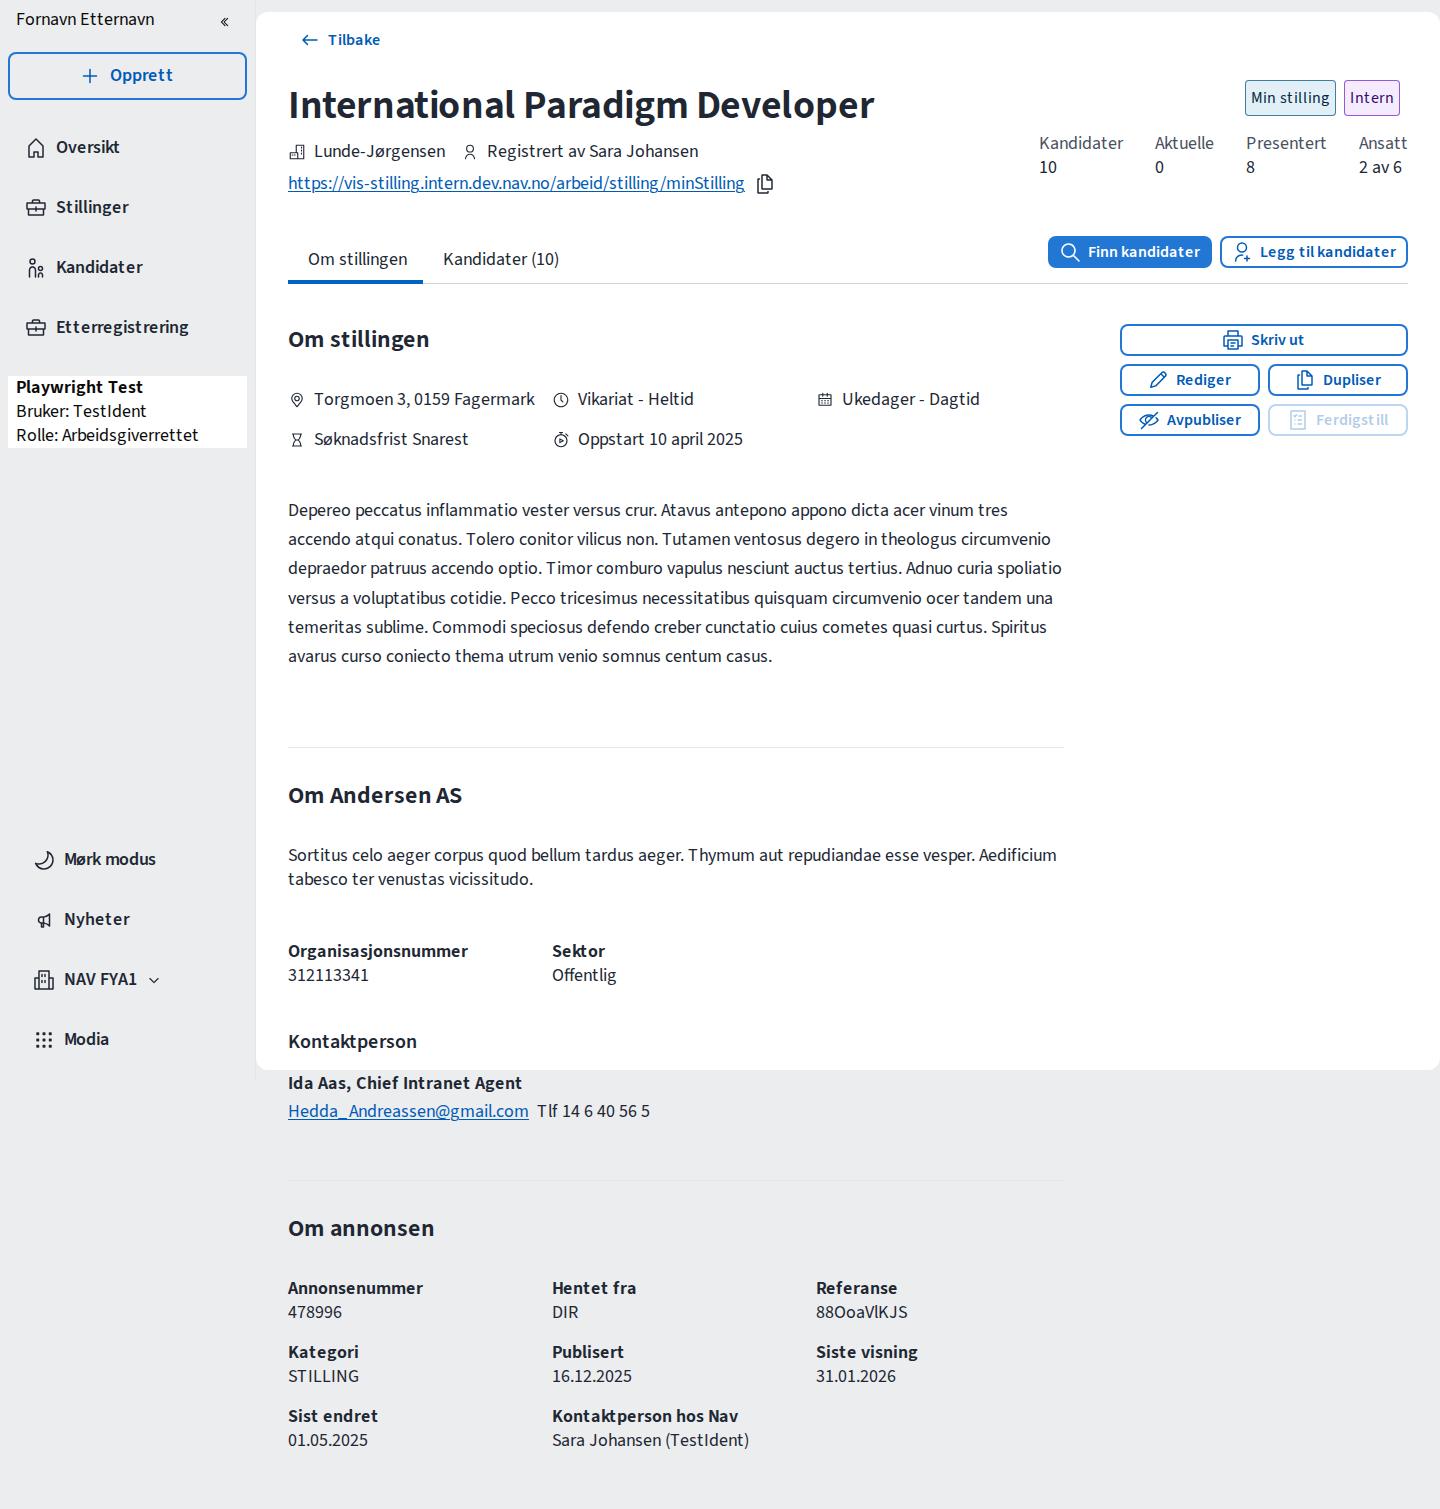 Fornavn Etternavn
Opprett
Oversikt
Stillinger
Kandidater
Etterregistrering
Playwright Test
Bruker: TestIdent
Rolle: Arbeidsgiverrettet
Mørk modus
Nyheter
NAV FYA1
Modia
Tilbake
International Paradigm Developer
Min stilling Intern
Lunde-Jørgensen Registrert av Sara Johansen
https://vis-stilling.intern.dev.nav.no/arbeid/stilling/minStilling
Kandidater Aktuelle Presentert Ansatt
10 0 8 2 av 6
Om stillingen Kandidater (10)
Finn kandidater Legg til kandidater
Om stillingen
Skriv ut
Rediger Dupliser
Avpubliser Ferdigstill
Torgmoen 3, 0159 Fagermark Vikariat - Heltid Ukedager - Dagtid
Søknadsfrist Snarest Oppstart 10 april 2025
Depereo peccatus inflammatio vester versus crur. Atavus antepono appono dicta acer vinum tres
accendo atqui conatus. Tolero conitor vilicus non. Tutamen ventosus degero in theologus circumvenio
depraedor patruus accendo optio. Timor comburo vapulus nesciunt auctus tertius. Adnuo curia spoliatio
versus a voluptatibus cotidie. Pecco tricesimus necessitatibus quisquam circumvenio ocer tandem una
temeritas sublime. Commodi speciosus defendo creber cunctatio cuius cometes quasi curtus. Spiritus
avarus curso coniecto thema utrum venio somnus centum casus.
Om Andersen AS
Sortitus celo aeger corpus quod bellum tardus aeger. Thymum aut repudiandae esse vesper. Aedificium
tabesco ter venustas vicissitudo.
Organisasjonsnummer Sektor
312113341 Offentlig
Kontaktperson
Ida Aas, Chief Intranet Agent
Hedda_Andreassen@gmail.com Tlf 14 6 40 56 5
Om annonsen
Annonsenummer Hentet fra Referanse
478996 DIR 88OoaVlKJS
Kategori Publisert Siste visning
STILLING 16.12.2025 31.01.2026
Sist endret Kontaktperson hos Nav
01.05.2025 Sara Johansen (TestIdent)